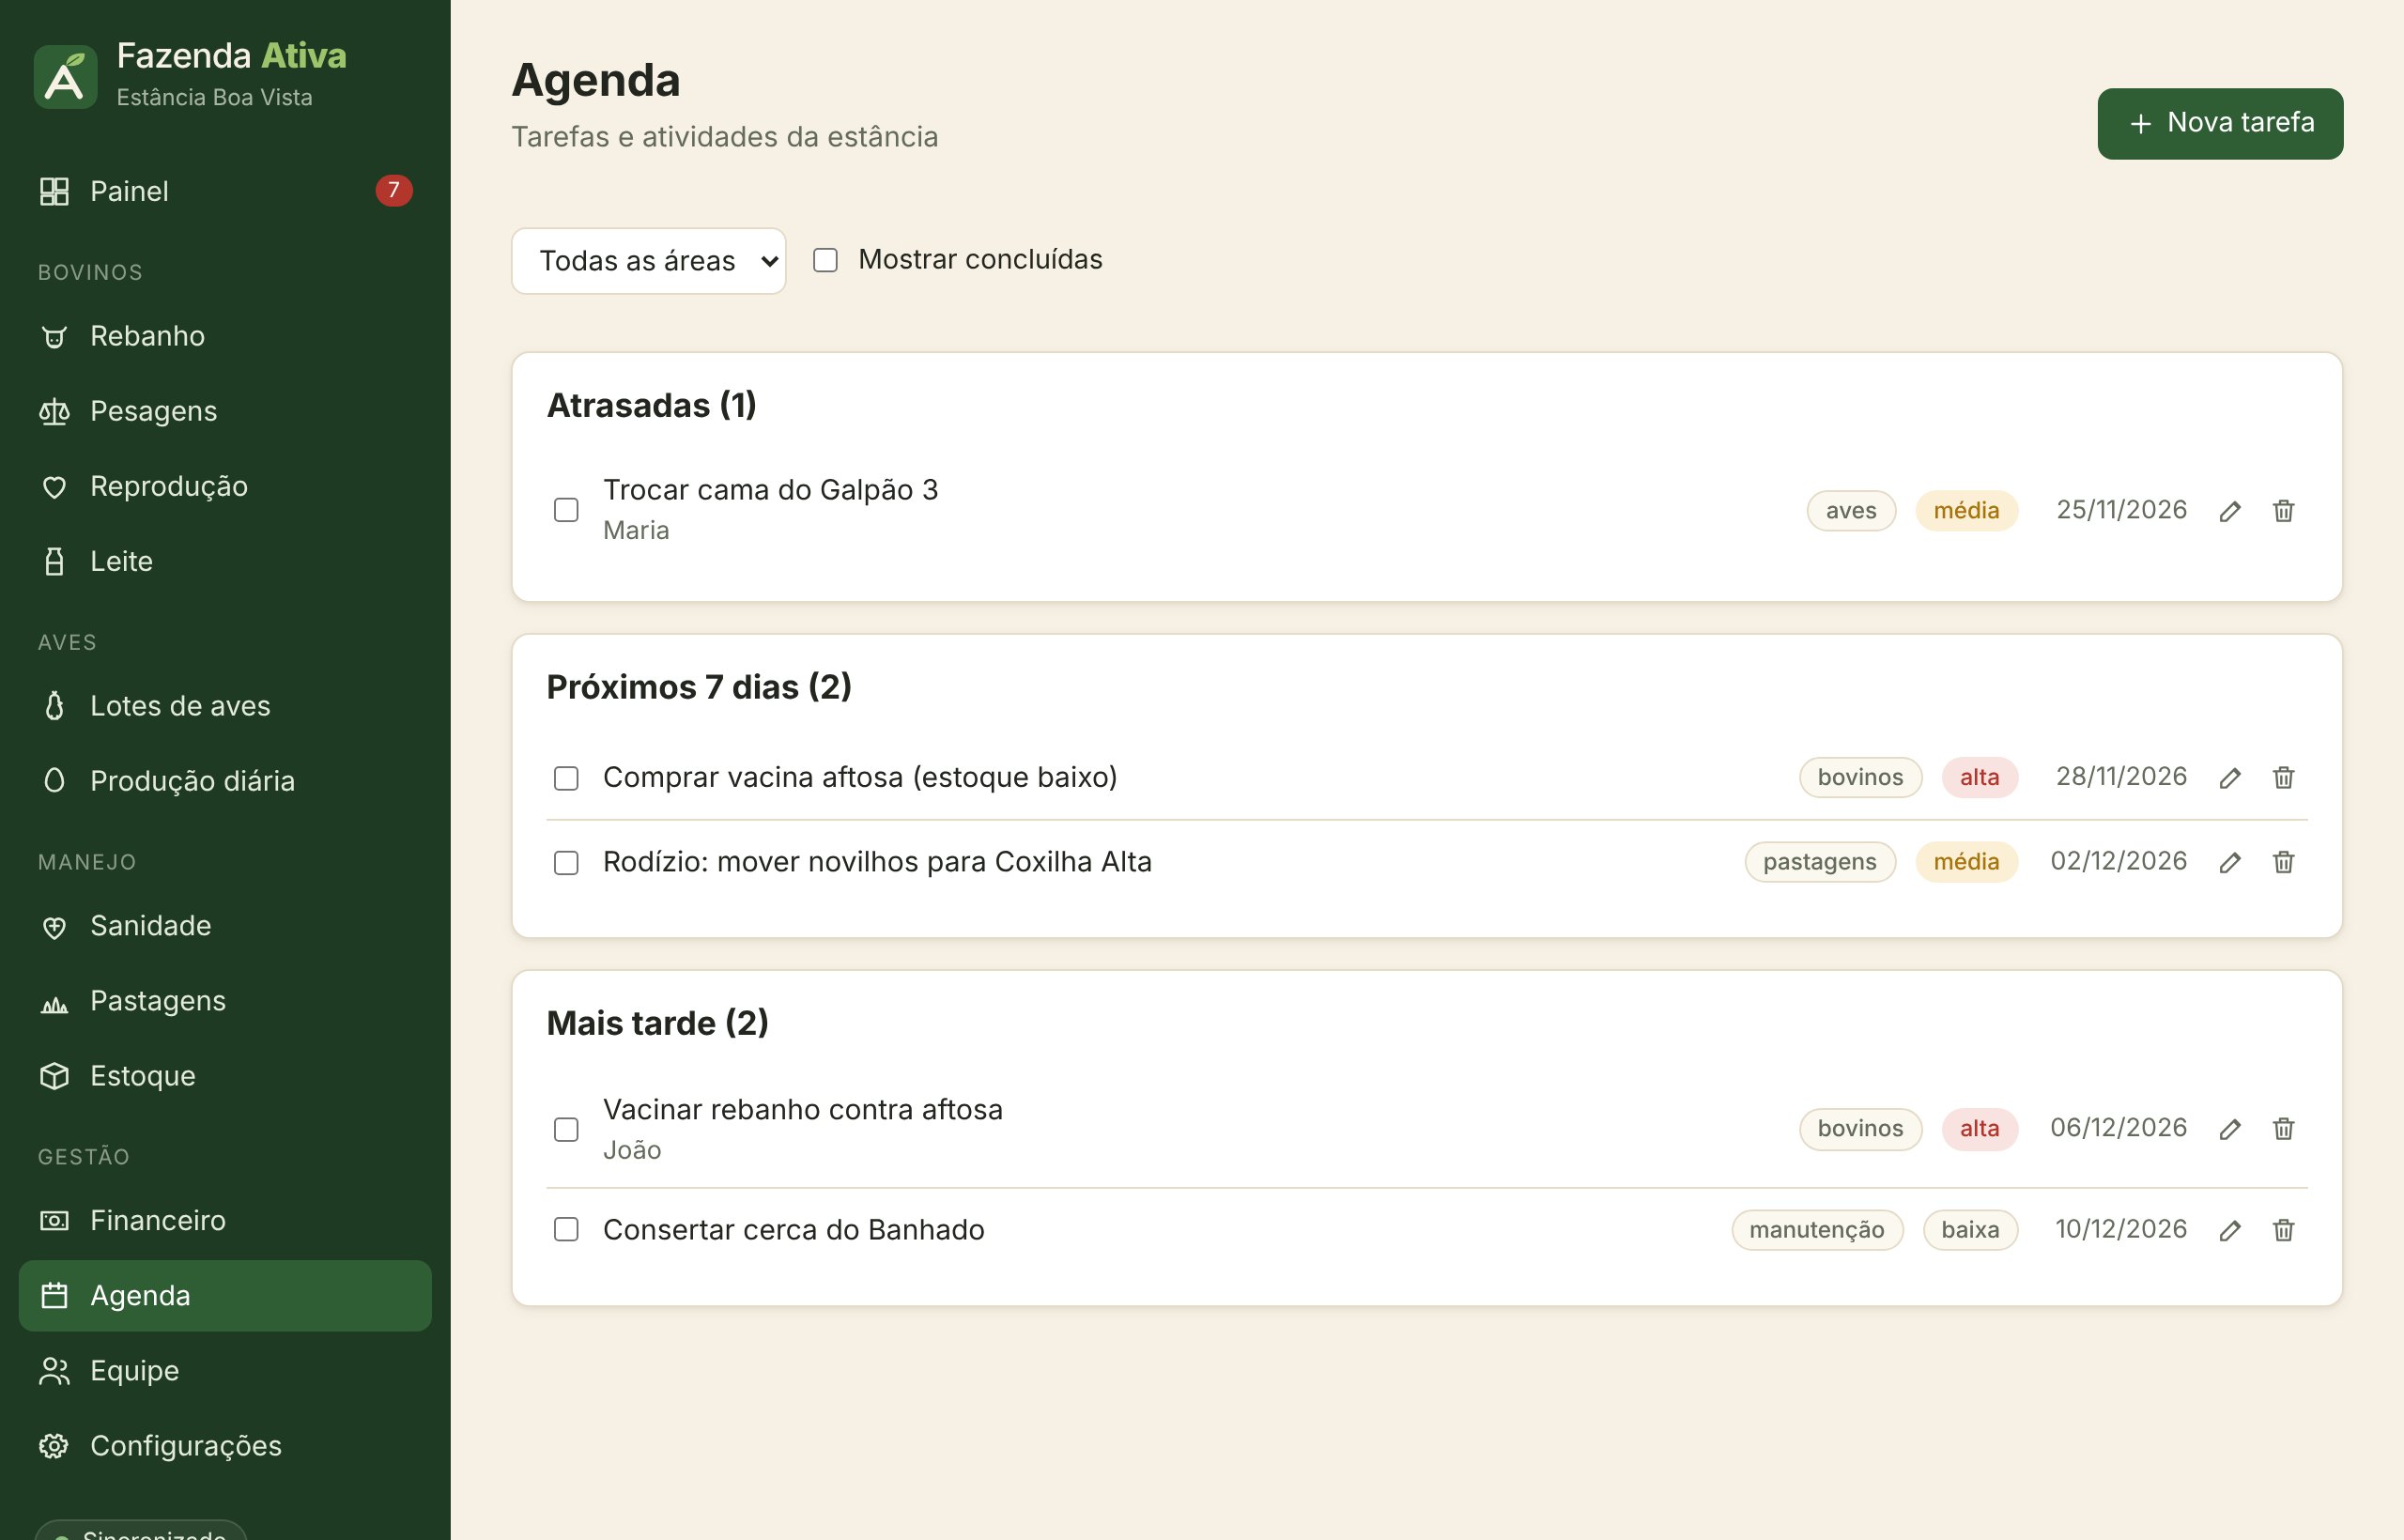 Fazenda Ativa
Estância Boa Vista
Painel
7
BOVINOS
Rebanho
Pesagens
Reprodução
Leite
AVES
Lotes de aves
Produção diária
MANEJO
Sanidade
Pastagens
Estoque
GESTÃO
Financeiro
Agenda
Equipe
Configurações
Sincronizado
Agenda
Tarefas e atividades da estância
+ Nova tarefa
Todas as áreas
Mostrar concluídas
Atrasadas (1)
Trocar cama do Galpão 3
Maria
aves média 25/11/2026
Próximos 7 dias (2)
Comprar vacina aftosa (estoque baixo) bovinos alta 28/11/2026
Rodízio: mover novilhos para Coxilha Alta pastagens média 02/12/2026
Mais tarde (2)
Vacinar rebanho contra aftosa
João
bovinos alta 06/12/2026
Consertar cerca do Banhado manutenção baixa 10/12/2026